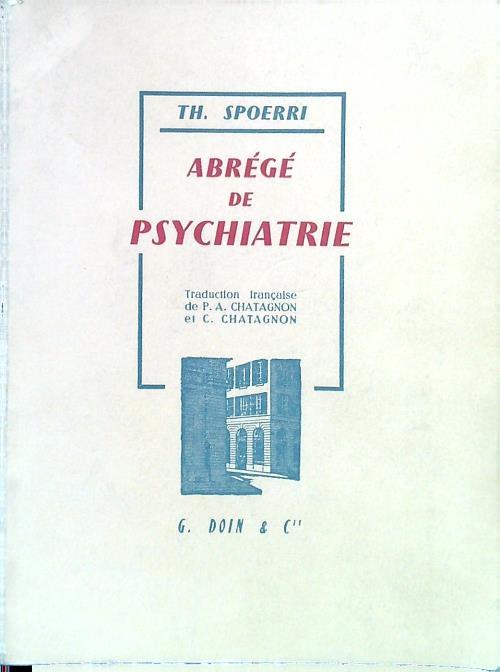 TH. SPOERRI
ABRÉGÉ
DE
PSYCHIATRIE
Traduction française
de P. A. CHATAGNON
et C. CHATAGNON
G. DOIN & Cie